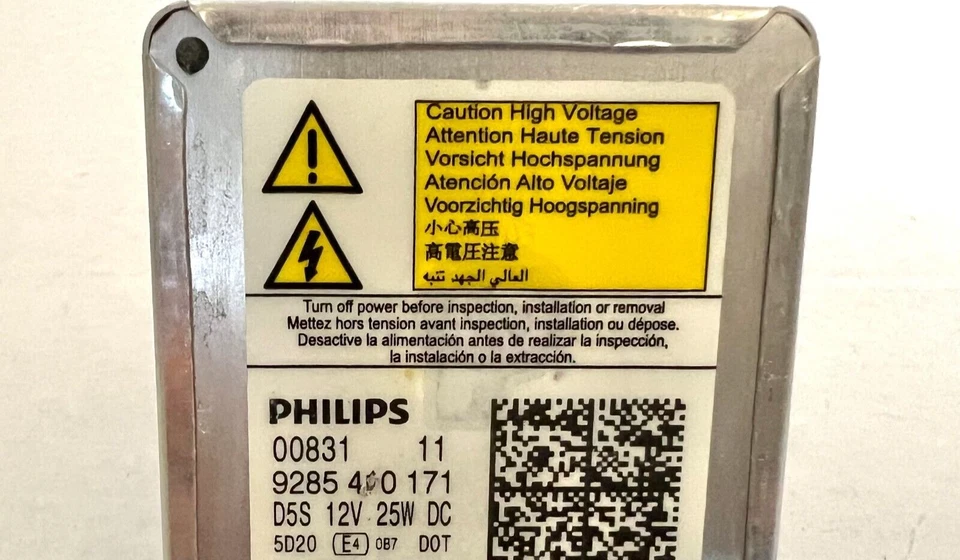 Caution High Voltage
Attention Haute Tension
Vorsicht Hochspannung
Atención Alto Voltaje
Voorzichtig Hoogspanning
小心高压
高電圧注意
العالي الجهد تنبه
Turn off power before inspection, installation or removal
Mettez hors tension avant inspection, installation ou dépose.
Desactive la alimentación antes de realizar la inspección,
la instalación o la extracción.
PHILIPS
00831 11
9285 410 171
D5S 12V 25W DC
5D20 E4 0B7 DOT